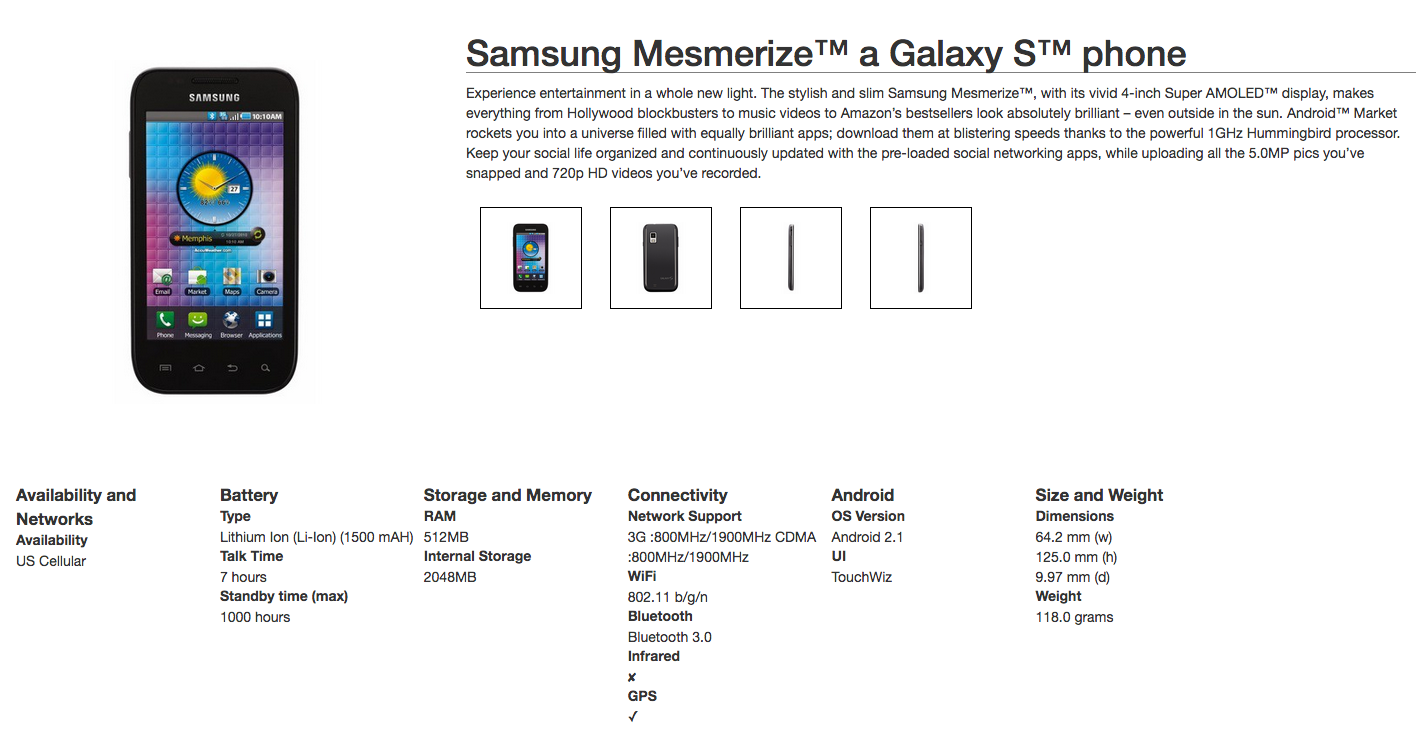 Samsung Mesmerize™ a Galaxy S™ phone
Experience entertainment in a whole new light. The stylish and slim Samsung Mesmerize™, with its vivid 4-inch Super AMOLED™ display, makes
everything from Hollywood blockbusters to music videos to Amazon's bestsellers look absolutely brilliant – even outside in the sun. Android™ Market
rockets you into a universe filled with equally brilliant apps; download them at blistering speeds thanks to the powerful 1GHz Hummingbird processor.
Keep your social life organized and continuously updated with the pre-loaded social networking apps, while uploading all the 5.0MP pics you've
snapped and 720p HD videos you've recorded.
SAMSUNG
10:10AM
27
Memphis
AccuWeather.com
Email Market Maps Camera
Phone Messaging Browser Applications
Availability and
Networks
Availability
US Cellular
Battery
Type
Lithium Ion (Li-Ion) (1500 mAH)
Talk Time
7 hours
Standby time (max)
1000 hours
Storage and Memory
RAM
512MB
Internal Storage
2048MB
Connectivity
Network Support
3G :800MHz/1900MHz CDMA
:800MHz/1900MHz
WiFi
802.11 b/g/n
Bluetooth
Bluetooth 3.0
Infrared
✘
GPS
✓
Android
OS Version
Android 2.1
UI
TouchWiz
Size and Weight
Dimensions
64.2 mm (w)
125.0 mm (h)
9.97 mm (d)
Weight
118.0 grams